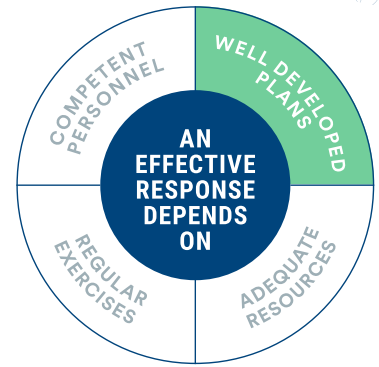 COMPETENT
PERSONNEL
WELL DEVELOPED
PLANS
AN
EFFECTIVE
RESPONSE
DEPENDS
ON
REGULAR
EXERCISES
ADEQUATE
RESOURCES